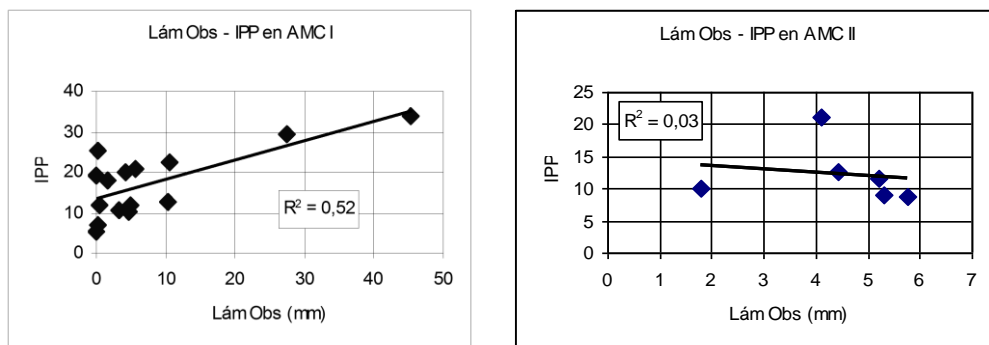 Lám Obs - IPP en AMC I
40
30
20
10
0
IPP
R² = 0,52
0 10 20 30 40 50
Lám Obs (mm)
Lám Obs - IPP en AMC II
25
20
15
10
5
0
IPP
R² = 0,03
0 1 2 3 4 5 6 7
Lám Obs (mm)